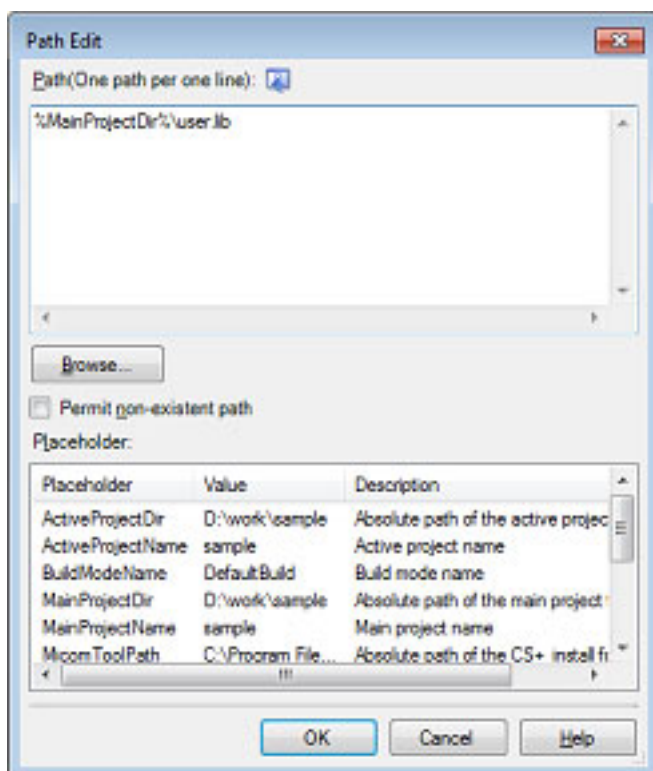 Path Edit
Path(One path per one line):
%MainProjectDir%\user.lib
Browse...
Permit non-existent path
Placeholder:
Placeholder Value Description
ActiveProjectDir D:\work\sample Absolute path of the active projec
ActiveProjectName sample Active project name
BuildModeName DefaultBuild Build mode name
MainProjectDir D:\work\sample Absolute path of the main project
MainProjectName sample Main project name
MicomToolPath C:\Program File... Absolute path of the CS+ install f
OK Cancel Help